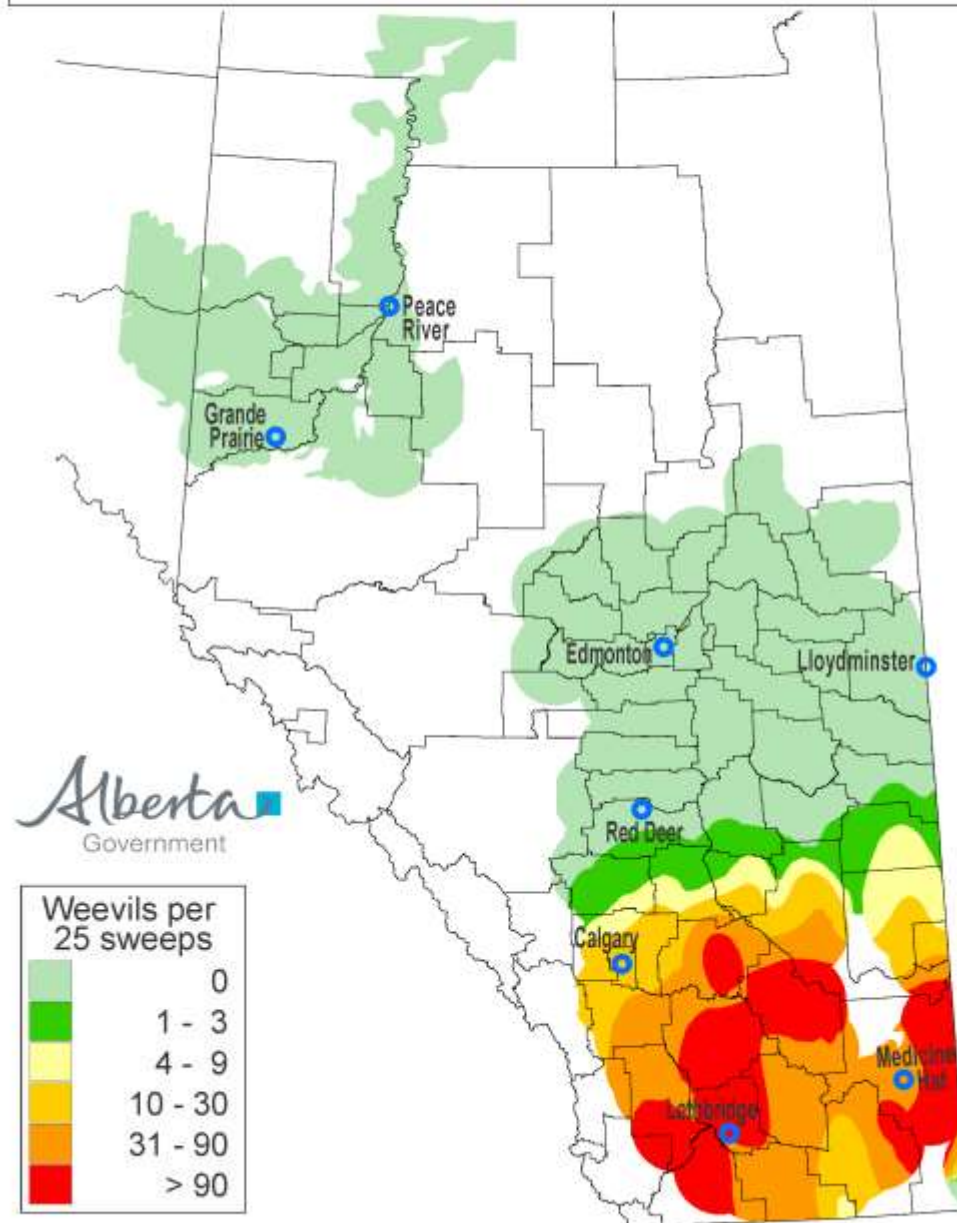 Peace
River
Grande
Prairie
Edmonton
Lloydminster
Red Deer
Calgary
Medicine
Hat
Lethbridge
Alberta
Government
Weevils per
25 sweeps
0
1 - 3
4 - 9
10 - 30
31 - 90
> 90